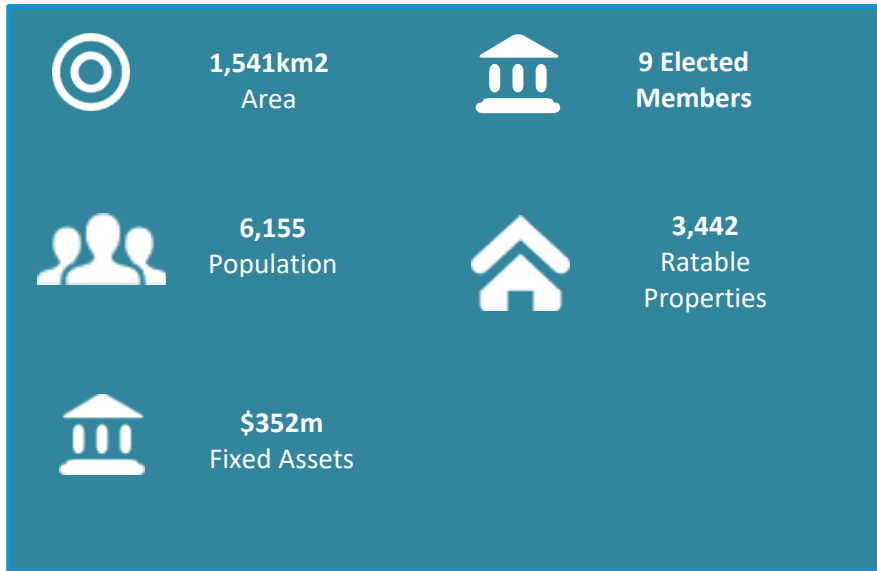 1,541km2
Area
9 Elected
Members
6,155
Population
3,442
Ratable
Properties
$352m
Fixed Assets